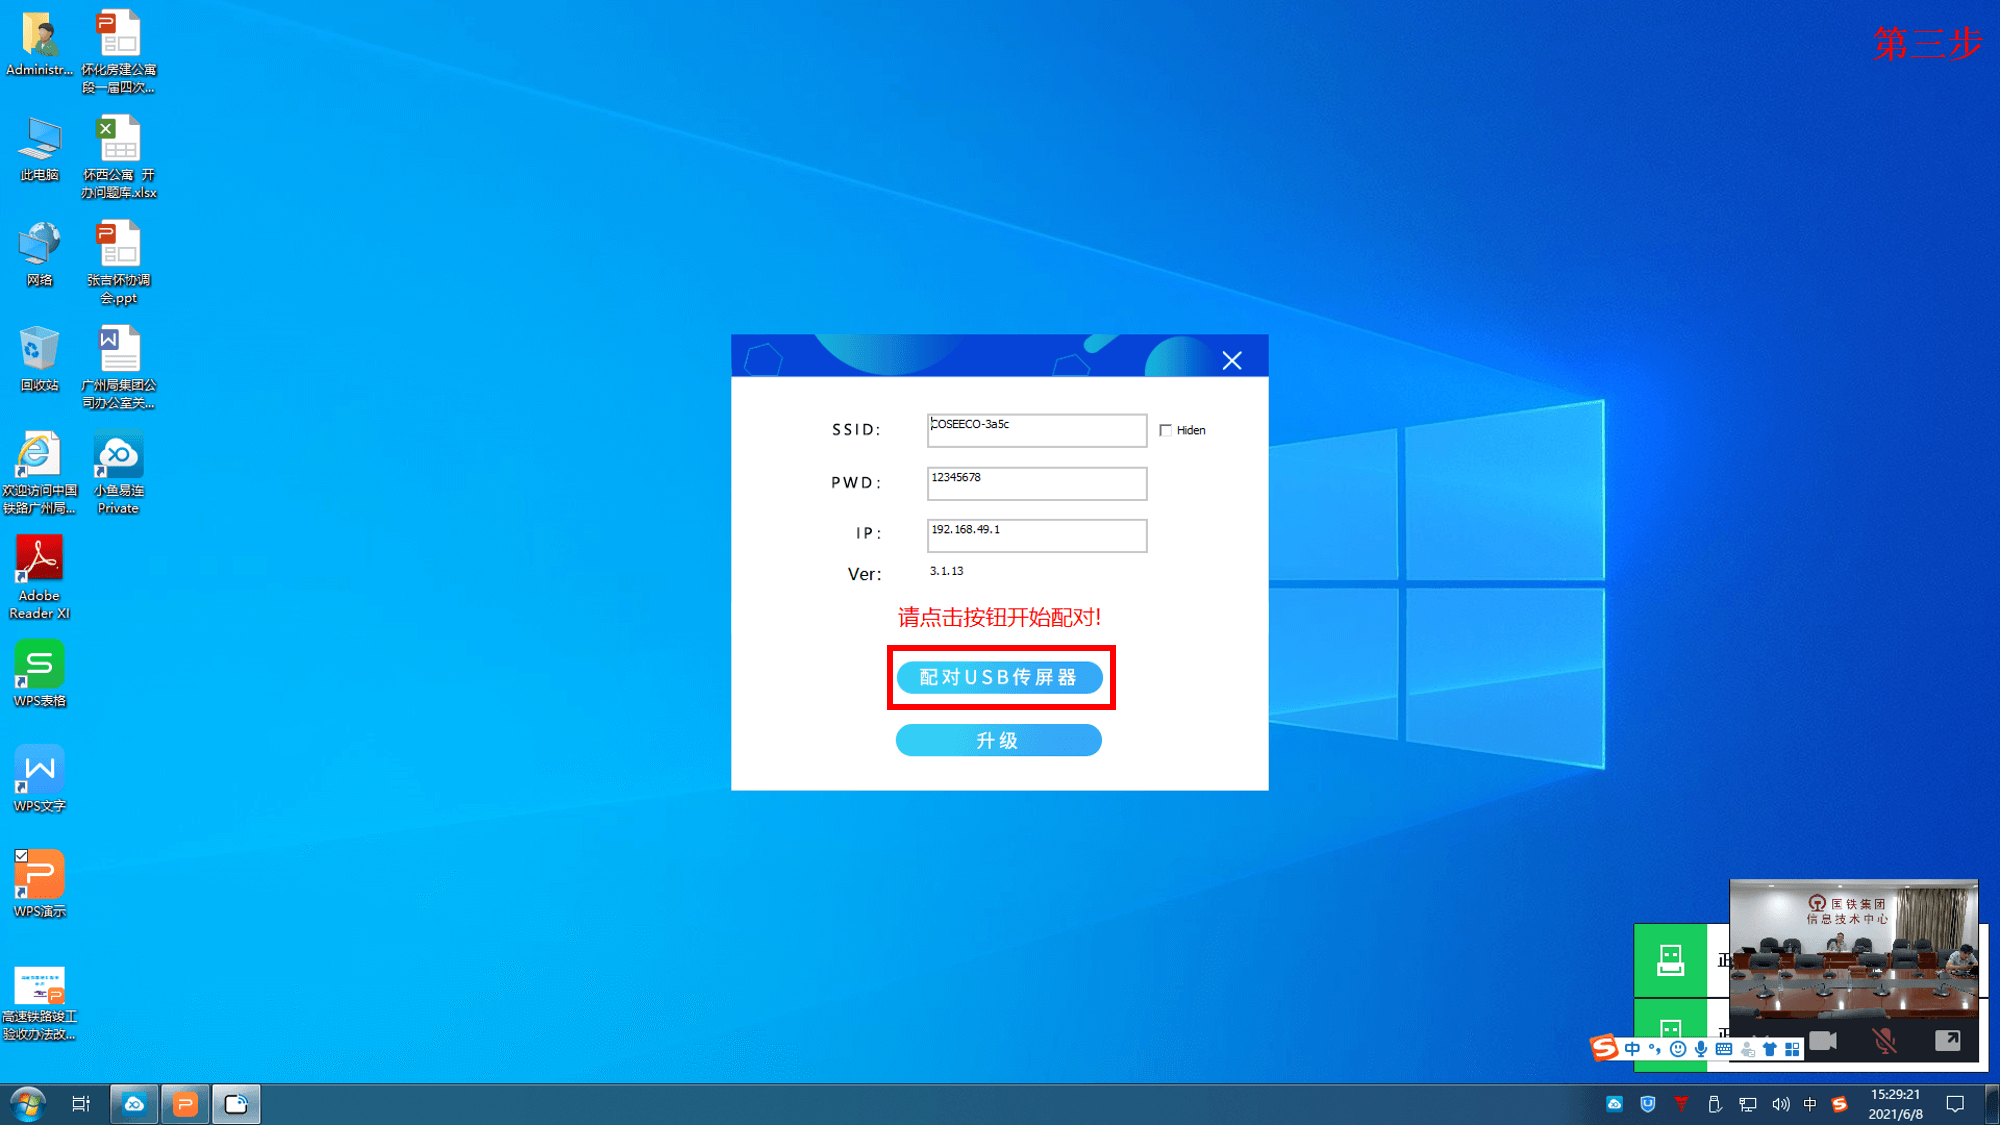 第三步
Administr...
怀化房建公寓
段一届四次...
此电脑
怀西公寓 开
办问题库.xlsx
网络
张吉怀协调
会.ppt
回收站
广州局集团公
司办公室关...
欢迎访问中国
铁路广州局...
小鱼易连
Private
Adobe
Reader XI
WPS表格
WPS文字
WPS演示
高速铁路竣工
验收办法改...
SSID:
COSEECO-3a5c
Hiden
PWD:
12345678
IP:
192.168.49.1
Ver:
3.1.13
请点击按钮开始配对!
配对USB传屏器
升级
国铁集团
信息技术中心
正
正
中
中
15:29:21
2021/6/8